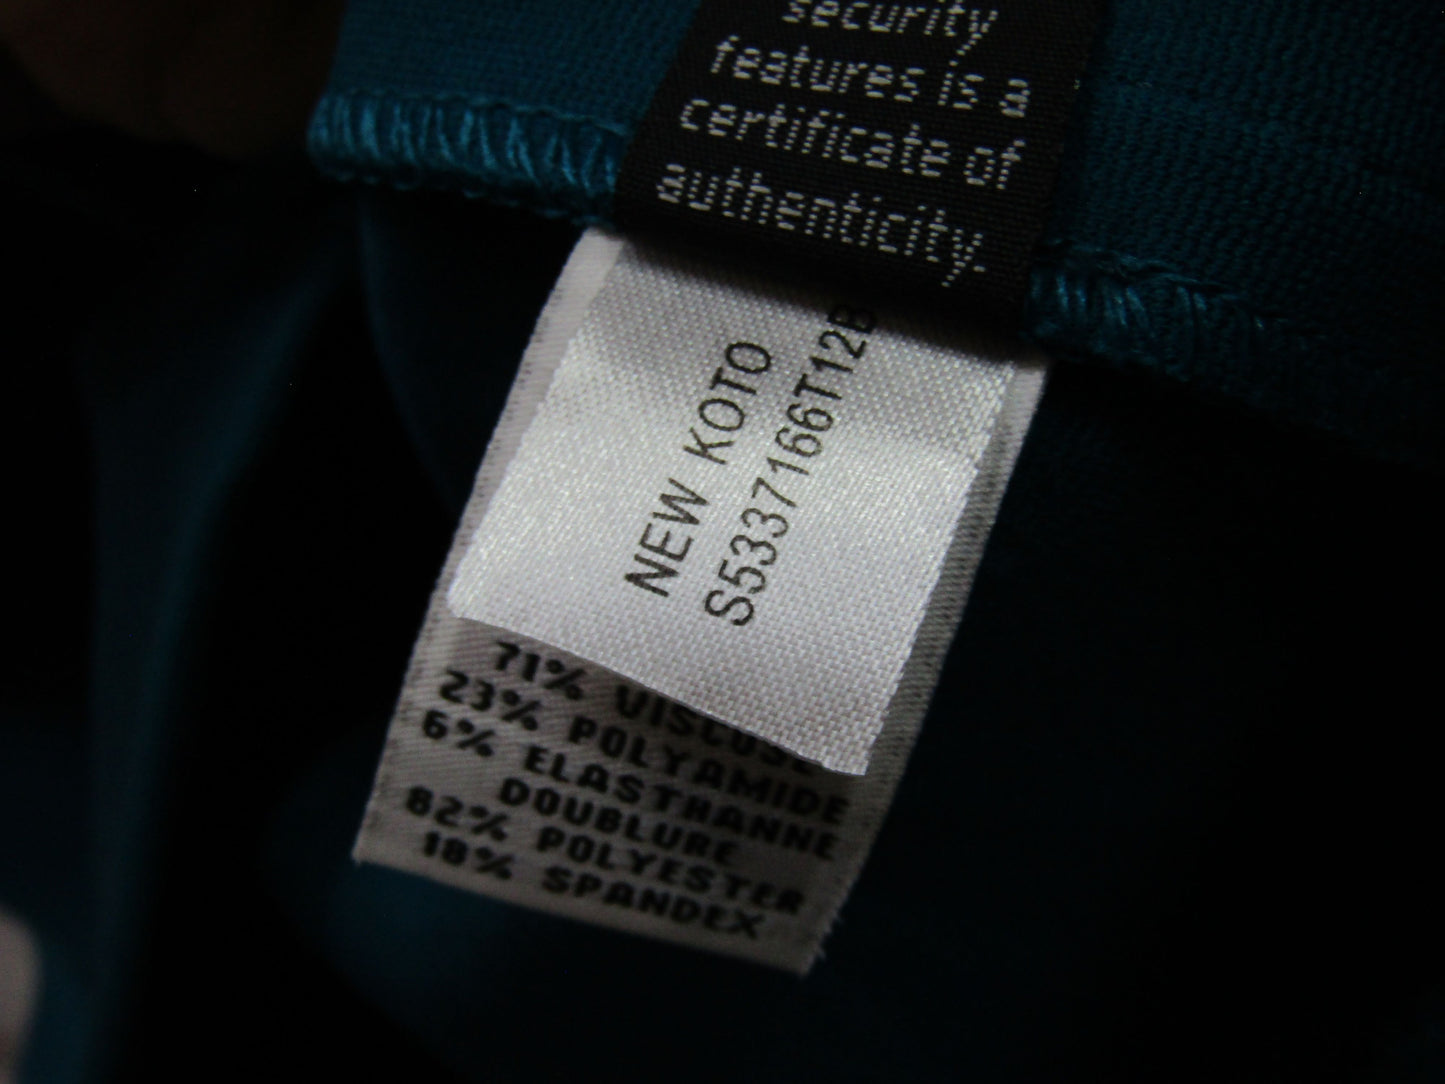 security
features is a
certificate of
authenticity.
NEW KOTO
S5337166T12B
71% VISCOSE
23% POLYAMIDE
6% ELASTHANNE
DOUBLURE
82% POLYESTER
18% SPANDEX